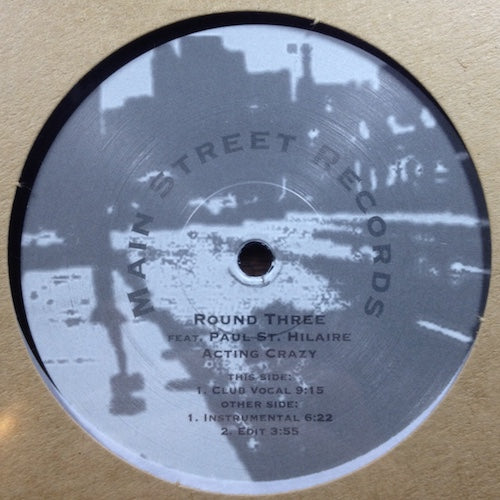 MAIN STREET RECORDS
ROUND THREE
FEAT. PAUL ST. HILAIRE
ACTING CRAZY
THIS SIDE:
1. CLUB VOCAL 9:15
OTHER SIDE:
1. INSTRUMENTAL 6:22
2. EDIT 3:55